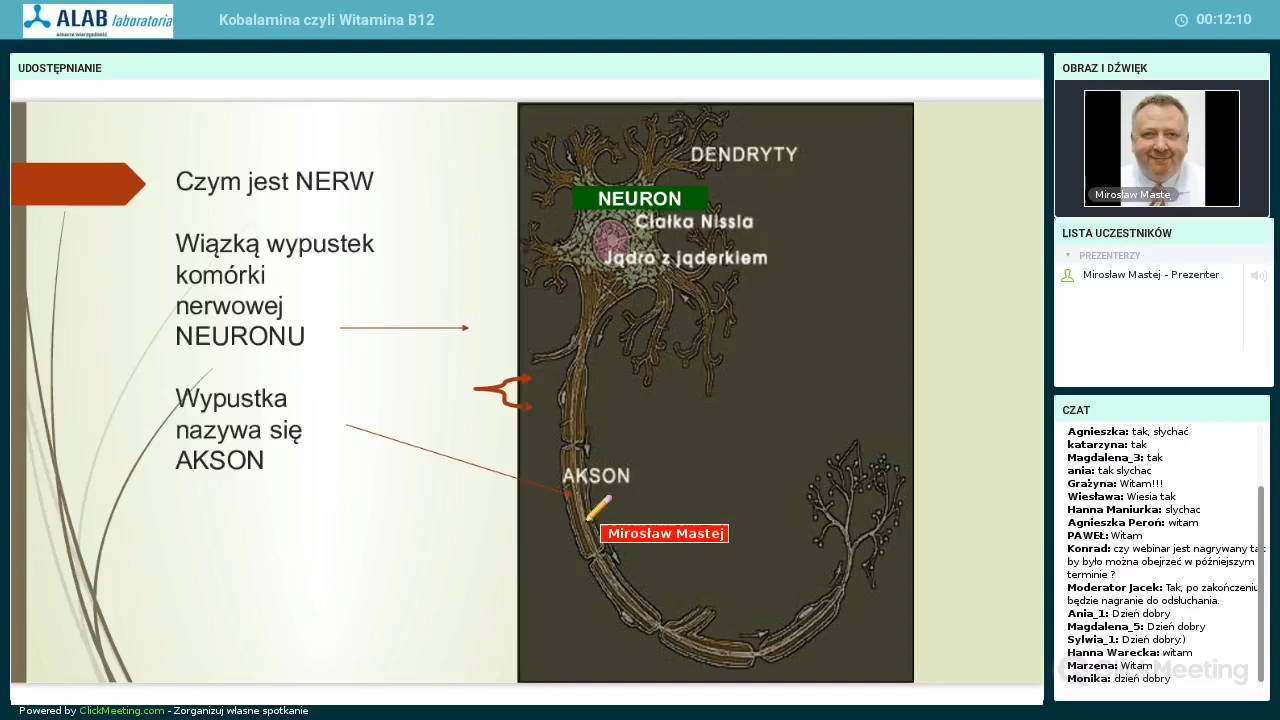 ALAB laboratoria
Kobalamina czyli Witamina B12
00:12:10
UDOSTĘPNIANIE
Czym jest NERW
Wiązką wypustek
komórki
nerwowej
NEURONU
Wypustka
nazywa się
AKSON
DENDRYTY
NEURON
Ciałka Nissla
Jądro z jąderkiem
AKSON
Mirosław Mastej
OBRAZ I DŹWIĘK
Mirosław Mastej
LISTA UCZESTNIKÓW
PREZENTERZY
Mirosław Mastej - Prezenter
CZAT
Agnieszka: tak, słychać
katarzyna: tak
Magdalena_3: tak
ania: tak slychac
Grażyna: Witam!!!
Wiesława: Wiesia tak
Hanna Maniurka: slychac
Agnieszka Peroń: witam
PAWEŁ: Witam
Konrad: czy webinar jest nagrywany tak
by było można obejrzeć w późniejszym
terminie ?
Moderator Jacek: Tak, po zakończeniu
będzie nagranie do odsłuchania.
Ania_1: Dzień dobry
Magdalena_5: Dzień dobry
Sylwia_1: Dzień dobry:)
Hanna Warecka: witam
Marzena: Witam
Monika: dzień dobry
Powered by ClickMeeting.com - Zorganizuj własne spotkanie